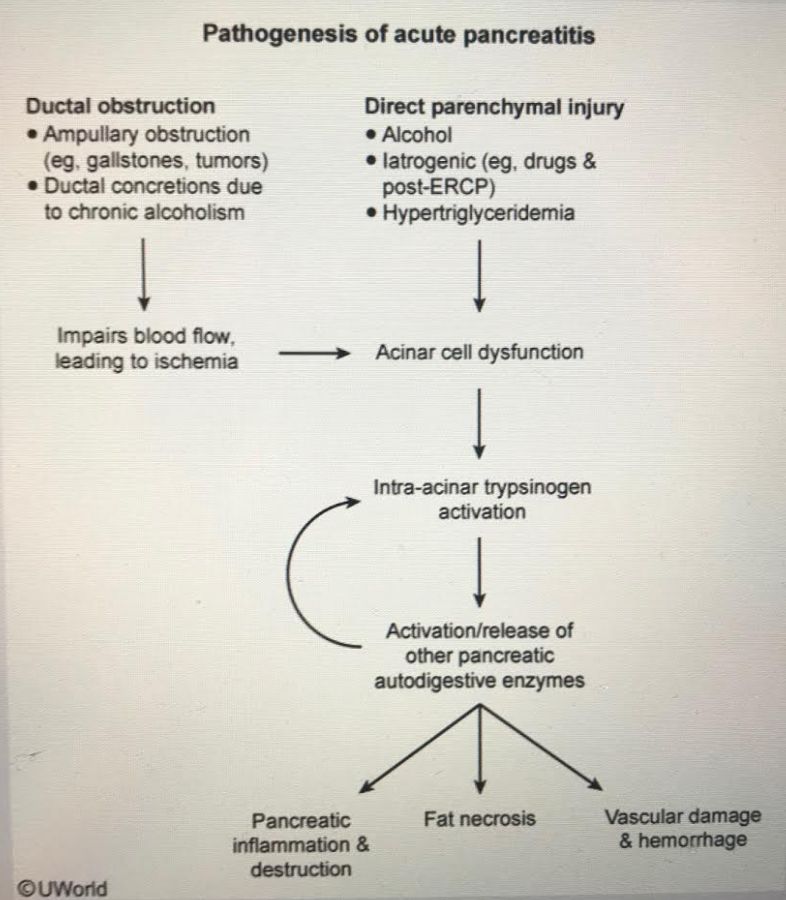 Pathogenesis of acute pancreatitis
Ductal obstruction
• Ampullary obstruction
(eg, gallstones, tumors)
• Ductal concretions due
to chronic alcoholism
Direct parenchymal injury
• Alcohol
• Iatrogenic (eg, drugs &
post-ERCP)
• Hypertriglyceridemia
Impairs blood flow,
leading to ischemia
Acinar cell dysfunction
Intra-acinar trypsinogen
activation
Activation/release of
other pancreatic
autodigestive enzymes
Pancreatic
inflammation &
destruction
Fat necrosis
Vascular damage
& hemorrhage
©UWorld